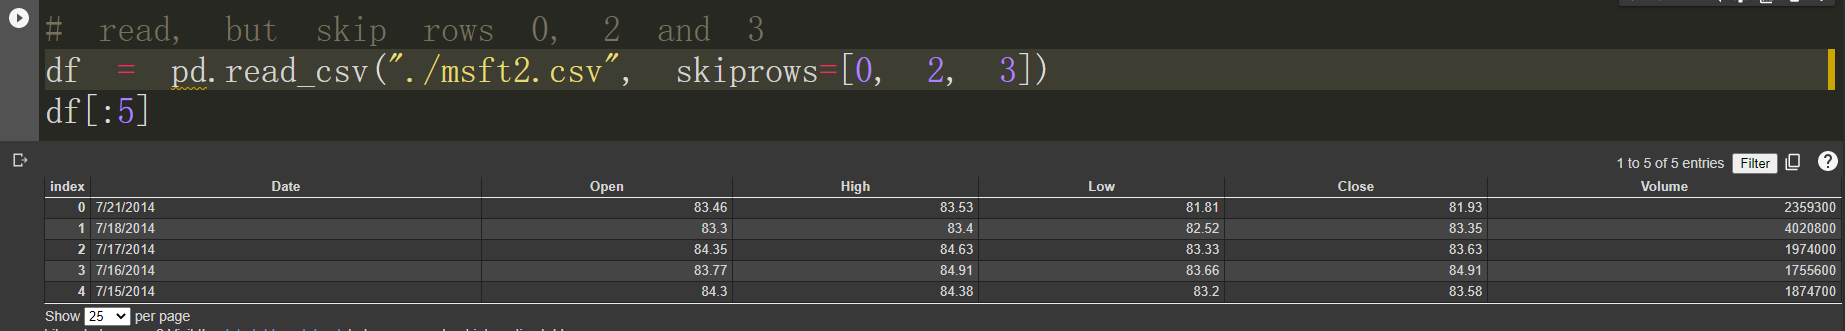 # read, but skip rows 0, 2 and 3
df = pd.read_csv("./msft2.csv", skiprows=[0, 2, 3])
df[:5]
1 to 5 of 5 entries Filter
index Date Open High Low Close Volume
0 7/21/2014 83.46 83.53 81.81 81.93 2359300
1 7/18/2014 83.3 83.4 82.52 83.35 4020800
2 7/17/2014 84.35 84.63 83.33 83.63 1974000
3 7/16/2014 83.77 84.91 83.66 84.91 1755600
4 7/15/2014 84.3 84.38 83.2 83.58 1874700
Show 25 per page